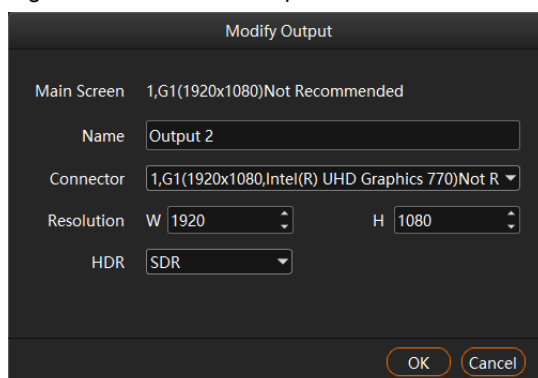 Modify Output
Main Screen 1,G1(1920x1080)Not Recommended
Name Output 2
Connector 1,G1(1920x1080,Intel(R) UHD Graphics 770)Not R
Resolution W 1920 H 1080
HDR SDR
OK Cancel